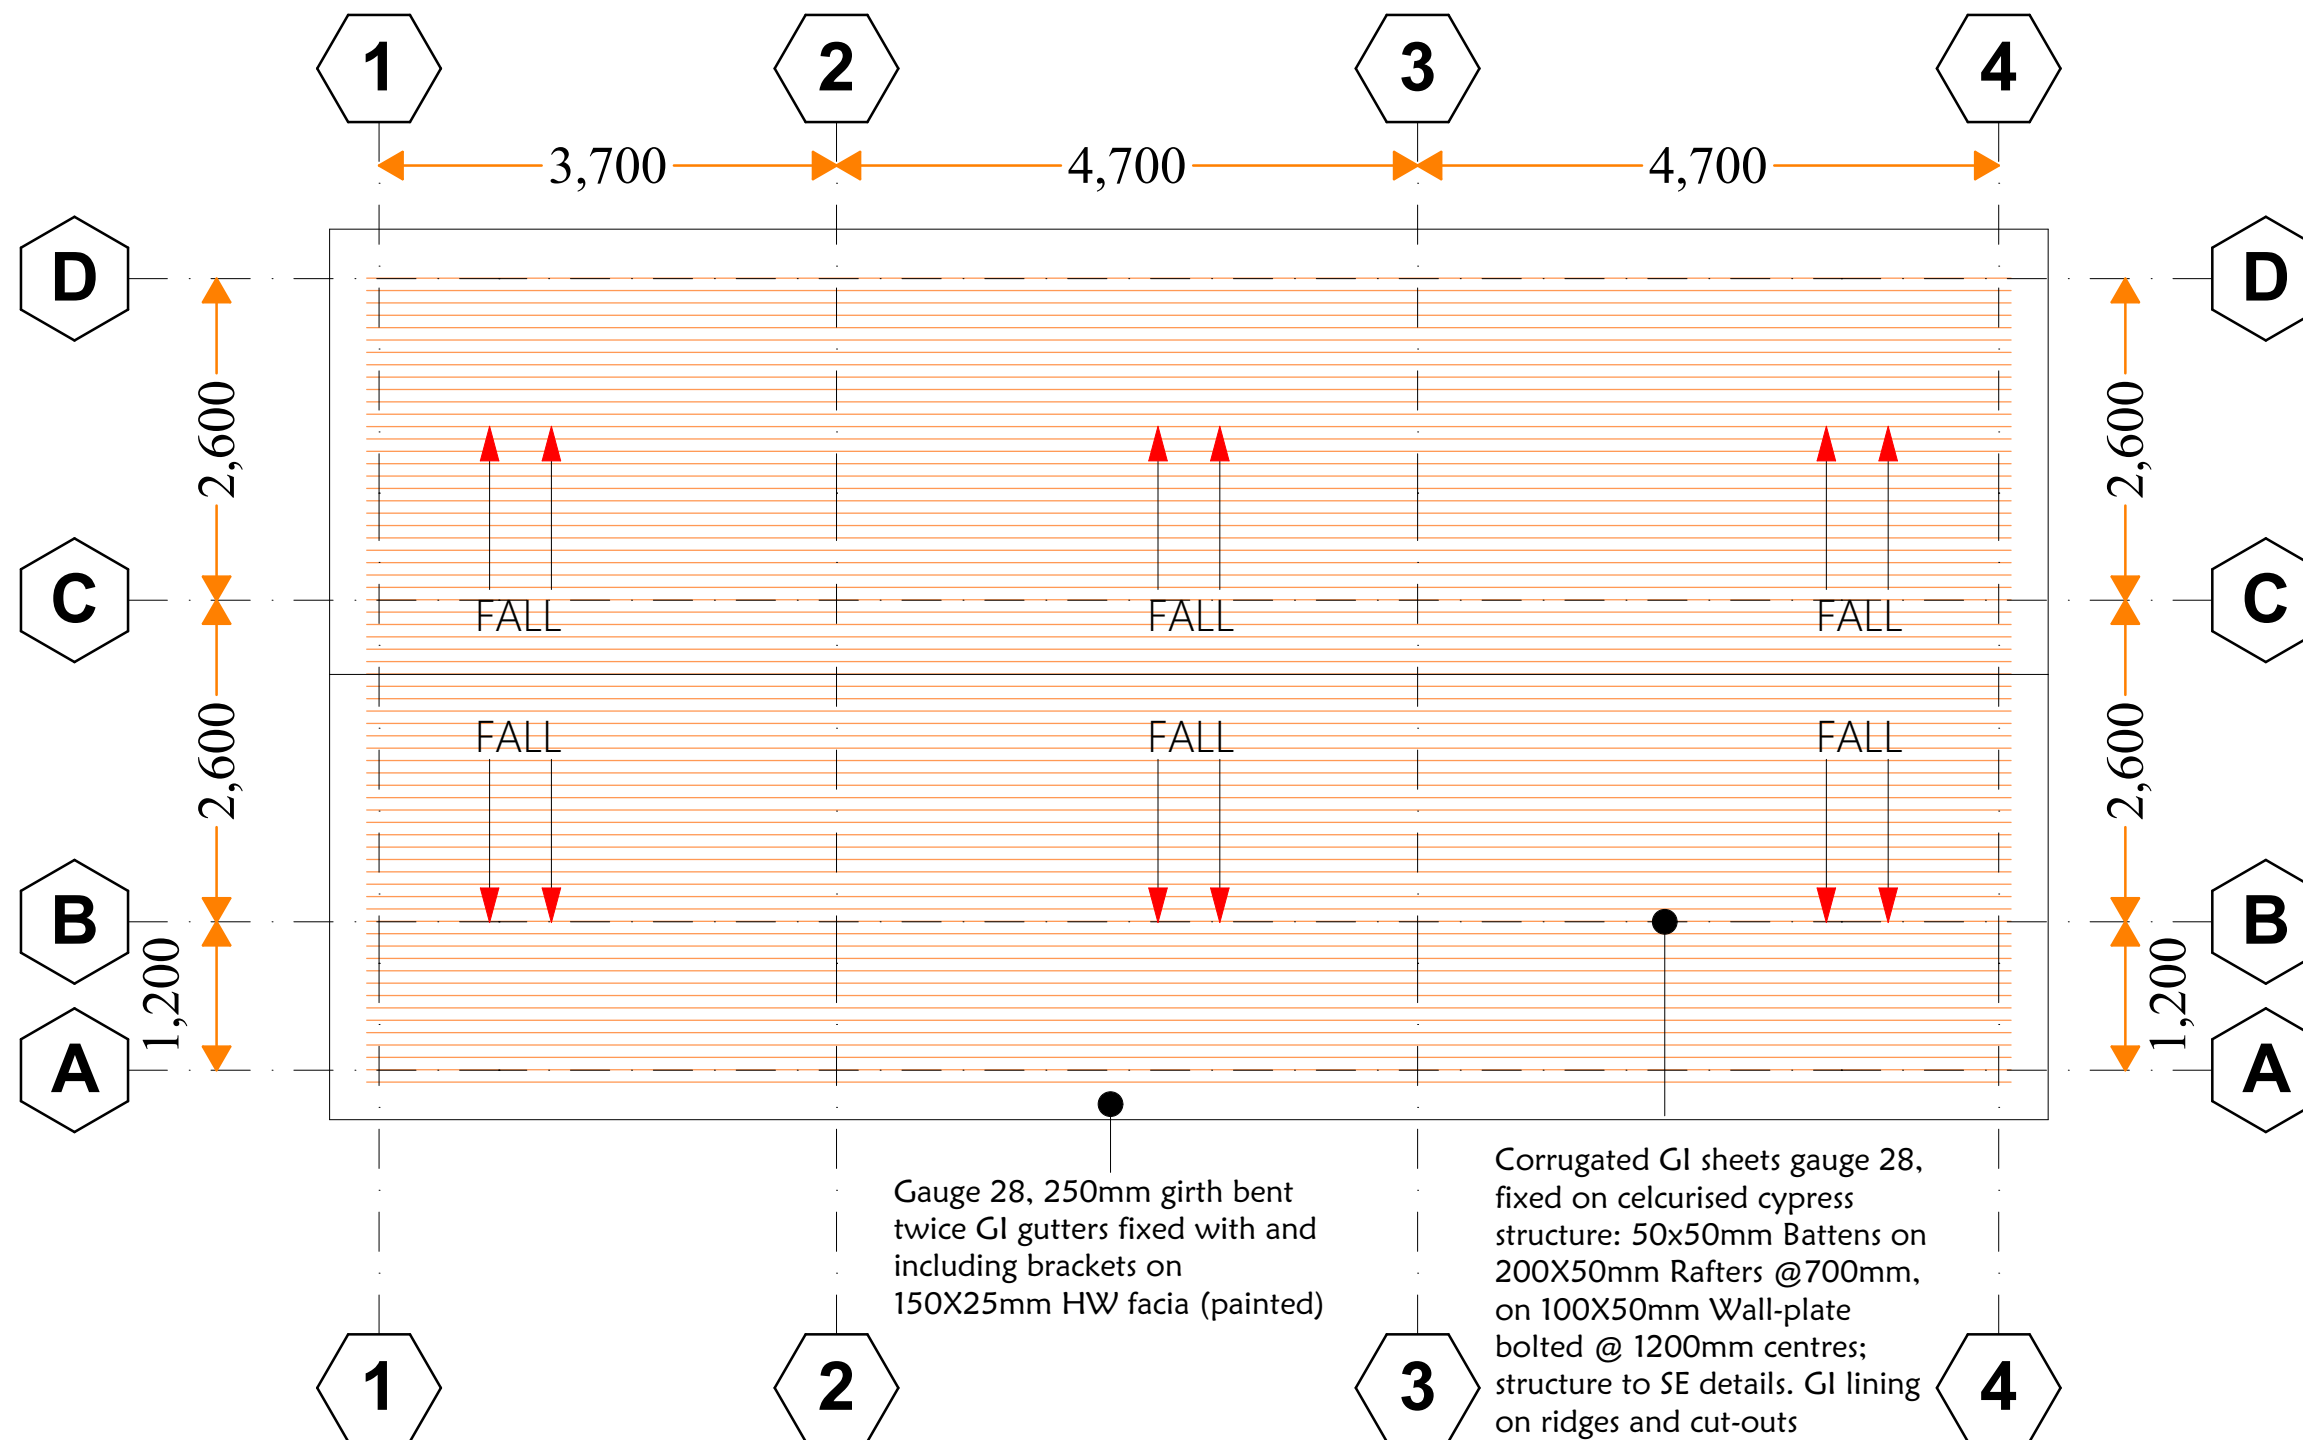 1
2
3
4
3,700
4,700
4,700
D
D
2,600
2,600
C
C
FALL
FALL
FALL
2,600
2,600
FALL
FALL
FALL
B
B
1,200
1,200
A
A
Gauge 28, 250mm girth bent
twice GI gutters fixed with and
including brackets on
150X25mm HW facia (painted)
Corrugated GI sheets gauge 28,
fixed on celcurised cypress
structure: 50x50mm Battens on
200X50mm Rafters @700mm,
on 100X50mm Wall-plate
bolted @ 1200mm centres;
structure to SE details. GI lining
on ridges and cut-outs
1
2
3
4